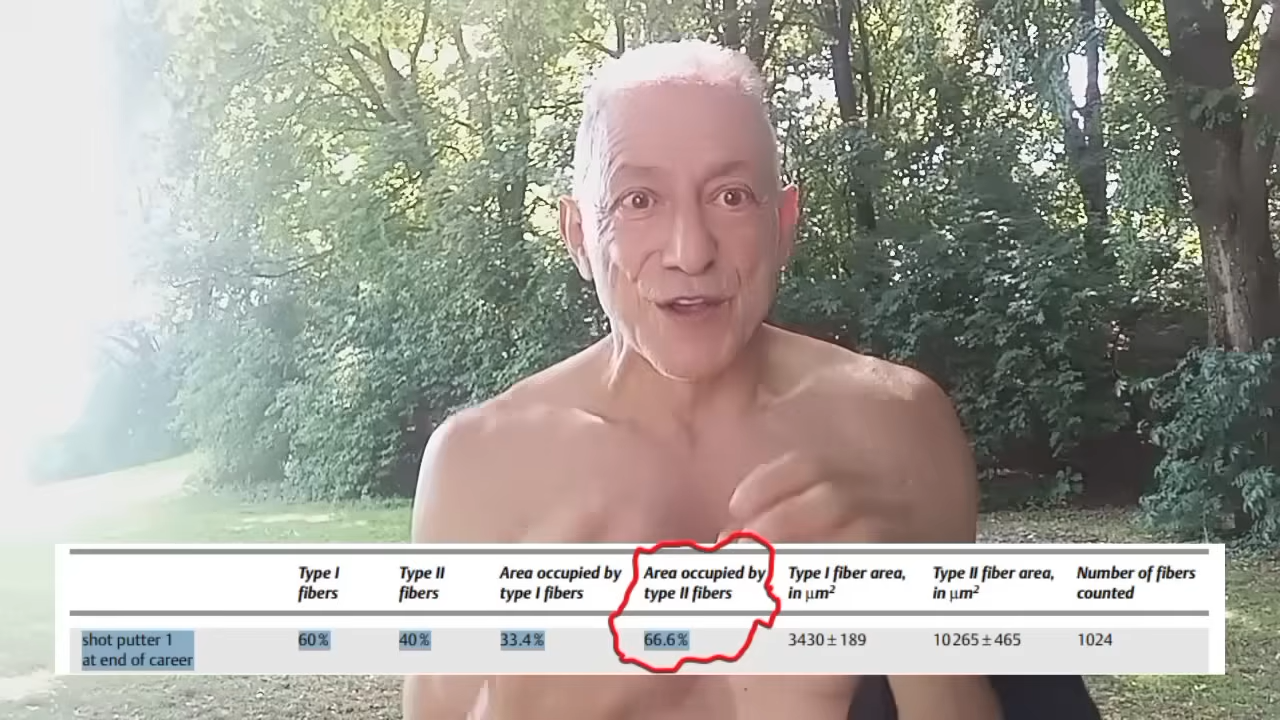 Type I fibers
Type II fibers
Area occupied by type I fibers
Area occupied by type II fibers
Type I fiber area, in μm²
Type II fiber area, in μm²
Number of fibers counted
shot putter 1 at end of career
60%
40%
33.4%
66.6%
3430 ± 189
10265 ± 465
1024